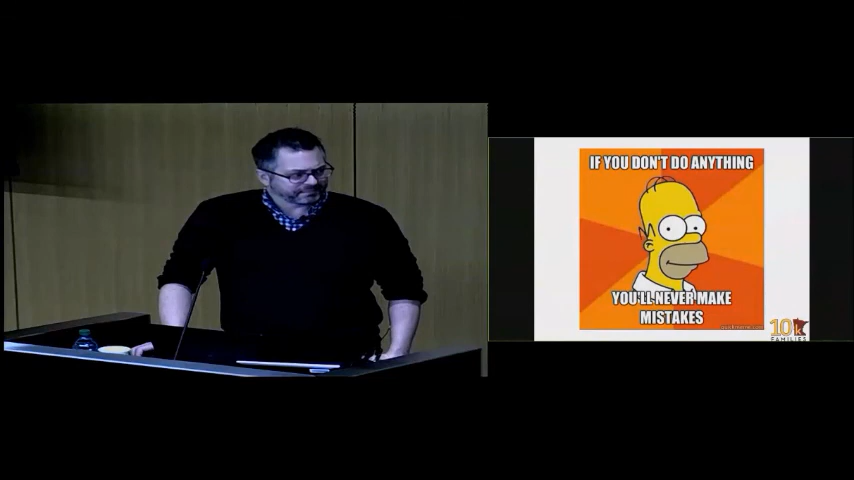 IF YOU DON'T DO ANYTHING
YOU'LL NEVER MAKE
MISTAKES
10K
FAMILIES